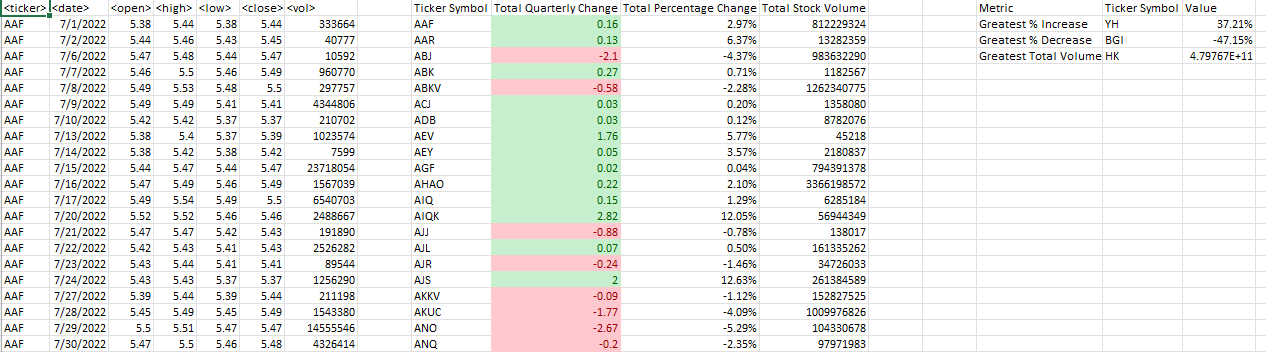 <ticker> <date> <open> <high> <low> <close> <vol> Ticker Symbol Total Quarterly Change Total Percentage Change Total Stock Volume Metric Ticker Symbol Value
AAF 7/1/2022 5.38 5.44 5.38 5.44 333664 AAF 0.16 2.97% 812229324 Greatest % Increase YH 37.21%
AAF 7/2/2022 5.44 5.46 5.43 5.45 40777 AAR 0.13 6.37% 13282359 Greatest % Decrease BGI -47.15%
AAF 7/6/2022 5.47 5.48 5.44 5.47 10592 ABJ -2.1 -4.37% 983632290 Greatest Total Volume HK 4.79767E+11
AAF 7/7/2022 5.46 5.5 5.46 5.49 960770 ABK 0.27 0.71% 1182567
AAF 7/8/2022 5.49 5.53 5.48 5.5 297757 ABKV -0.58 -2.28% 1262340775
AAF 7/9/2022 5.49 5.49 5.41 5.41 4344806 ACJ 0.03 0.20% 1358080
AAF 7/10/2022 5.42 5.42 5.37 5.37 210702 ADB 0.03 0.12% 8782076
AAF 7/13/2022 5.38 5.4 5.37 5.39 1023574 AEV 1.76 5.77% 45218
AAF 7/14/2022 5.38 5.42 5.38 5.42 7599 AEY 0.05 3.57% 2180837
AAF 7/15/2022 5.44 5.47 5.44 5.47 23718054 AGF 0.02 0.04% 794391378
AAF 7/16/2022 5.47 5.49 5.46 5.49 1567039 AHAO 0.22 2.10% 3366198572
AAF 7/17/2022 5.49 5.54 5.49 5.5 6540703 AIQ 0.15 1.29% 6285184
AAF 7/20/2022 5.52 5.52 5.46 5.46 2488667 AIQK 2.82 12.05% 56944349
AAF 7/21/2022 5.47 5.47 5.42 5.43 191890 AJJ -0.88 -0.78% 138017
AAF 7/22/2022 5.42 5.43 5.41 5.43 2526282 AJL 0.07 0.50% 161335262
AAF 7/23/2022 5.43 5.44 5.41 5.41 89544 AJR -0.24 -1.46% 34726033
AAF 7/24/2022 5.43 5.43 5.37 5.37 1256290 AJS 2 12.63% 261384589
AAF 7/27/2022 5.39 5.44 5.39 5.44 211198 AKKV -0.09 -1.12% 152827525
AAF 7/28/2022 5.45 5.49 5.45 5.49 1543380 AKUC -1.77 -4.09% 1009976826
AAF 7/29/2022 5.5 5.51 5.47 5.47 14555546 ANO -2.67 -5.29% 104330678
AAF 7/30/2022 5.47 5.5 5.46 5.48 4326414 ANQ -0.2 -2.35% 97971983